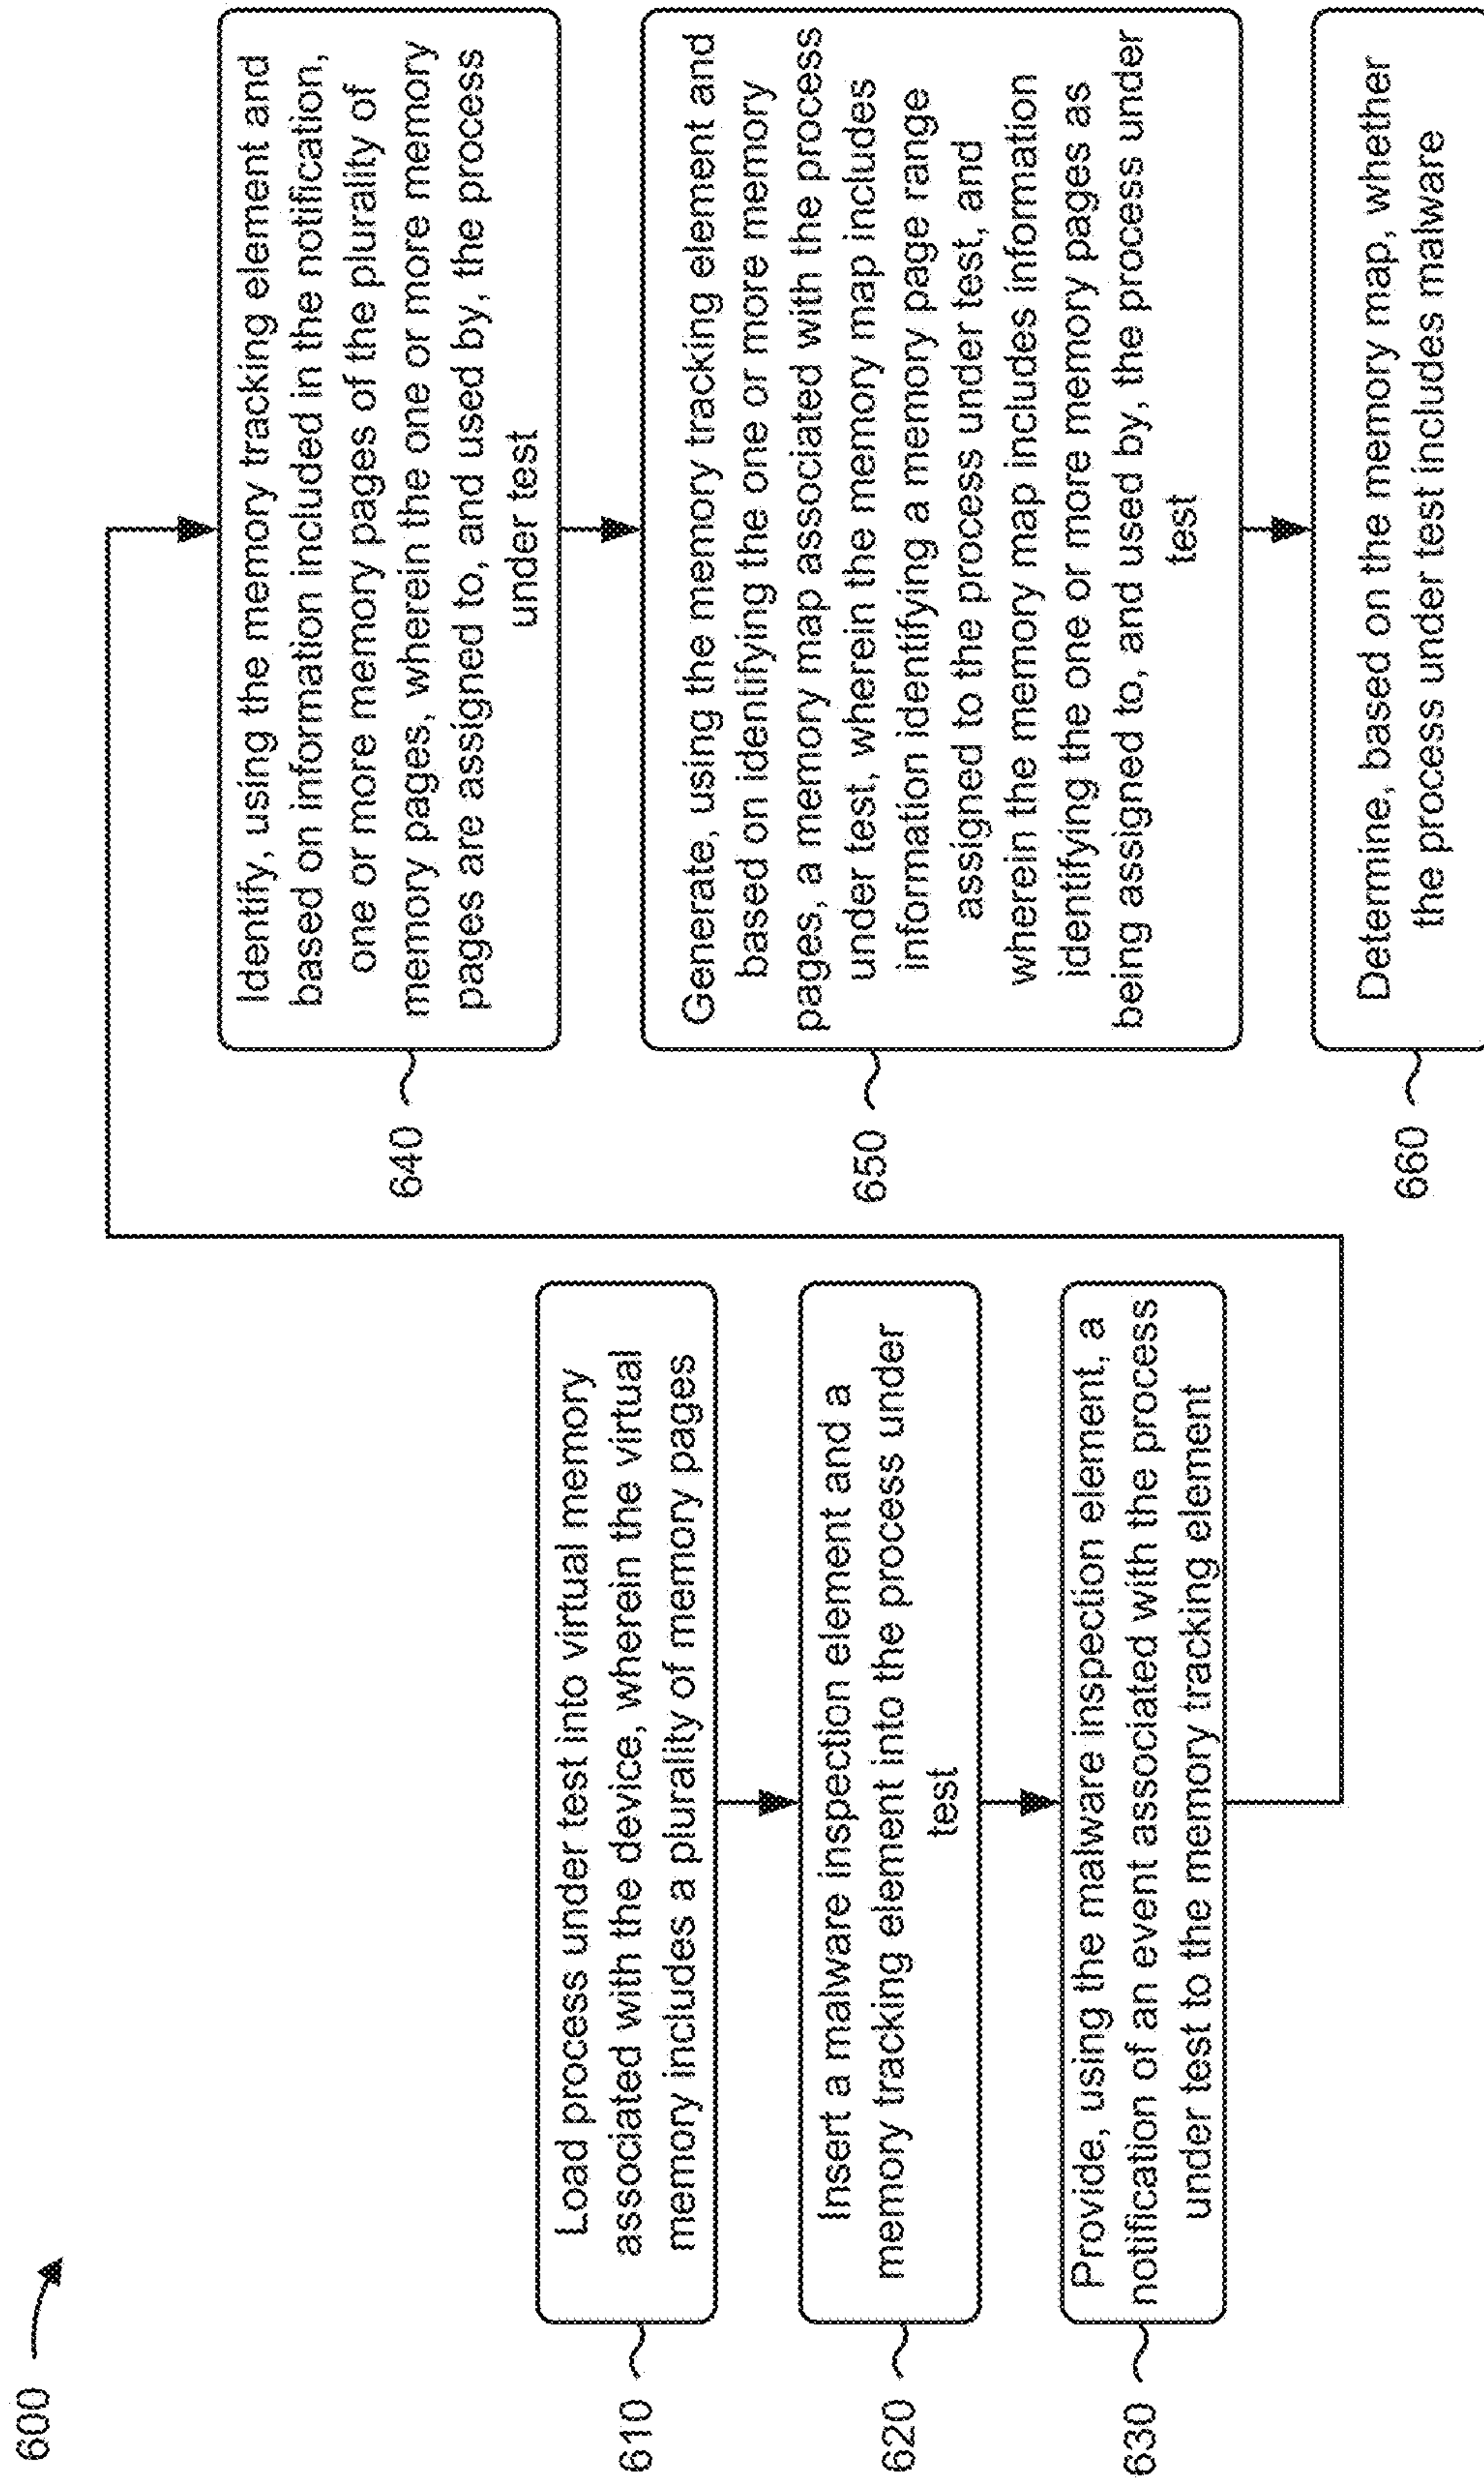 600
610
Load process under test into virtual memory
associated with the device, wherein the virtual
memory includes a plurality of memory pages
620
Insert a malware inspection element and a
memory tracking element into the process under
test
630
Provide, using the malware inspection element, a
notification of an event associated with the process
under test to the memory tracking element
640
Identify, using the memory tracking element and
based on information included in the notification,
one or more memory pages of the plurality of
memory pages, wherein the one or more memory
pages are assigned to, and used by, the process
under test
650
Generate, using the memory tracking element and
based on identifying the one or more memory
pages, a memory map associated with the process
under test, wherein the memory map includes
information identifying a memory page range
assigned to the process under test, and
wherein the memory map includes information
identifying the one or more memory pages as
being assigned to, and used by, the process under
test
660
Determine, based on the memory map, whether
the process under test includes malware